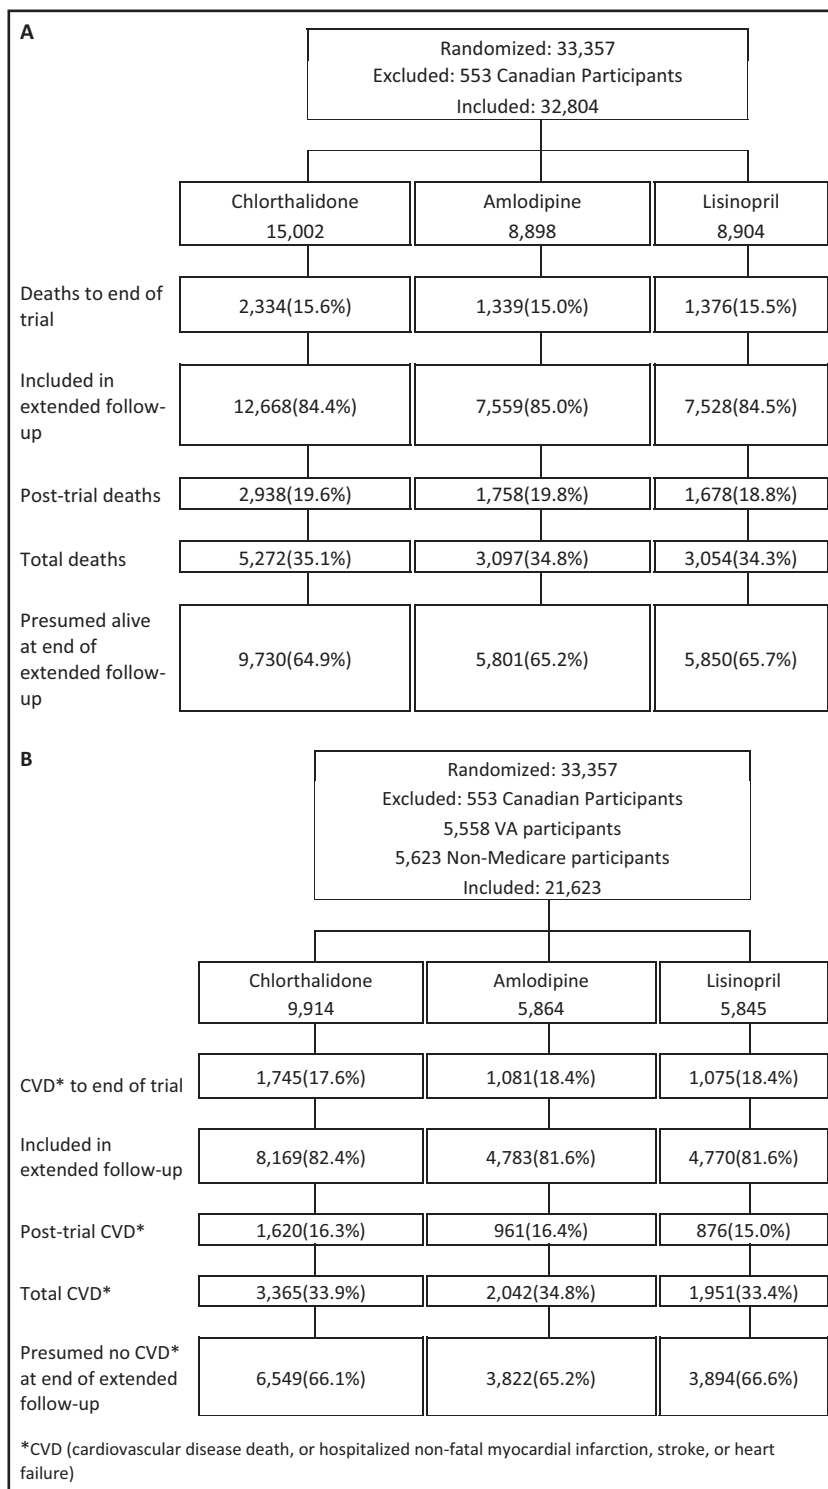 A
Randomized: 33,357
Excluded: 553 Canadian Participants
Included: 32,804
Chlorthalidone
15,002
Amlodipine
8,898
Lisinopril
8,904
Deaths to end of
trial
2,334(15.6%)
1,339(15.0%)
1,376(15.5%)
Included in
extended follow-
up
12,668(84.4%)
7,559(85.0%)
7,528(84.5%)
Post-trial deaths
2,938(19.6%)
1,758(19.8%)
1,678(18.8%)
Total deaths
5,272(35.1%)
3,097(34.8%)
3,054(34.3%)
Presumed alive
at end of
extended follow-
up
9,730(64.9%)
5,801(65.2%)
5,850(65.7%)
B
Randomized: 33,357
Excluded: 553 Canadian Participants
5,558 VA participants
5,623 Non-Medicare participants
Included: 21,623
Chlorthalidone
9,914
Amlodipine
5,864
Lisinopril
5,845
CVD* to end of trial
1,745(17.6%)
1,081(18.4%)
1,075(18.4%)
Included in
extended follow-up
8,169(82.4%)
4,783(81.6%)
4,770(81.6%)
Post-trial CVD*
1,620(16.3%)
961(16.4%)
876(15.0%)
Total CVD*
3,365(33.9%)
2,042(34.8%)
1,951(33.4%)
Presumed no CVD*
at end of extended
follow-up
6,549(66.1%)
3,822(65.2%)
3,894(66.6%)
*CVD (cardiovascular disease death, or hospitalized non-fatal myocardial infarction, stroke, or heart
failure)